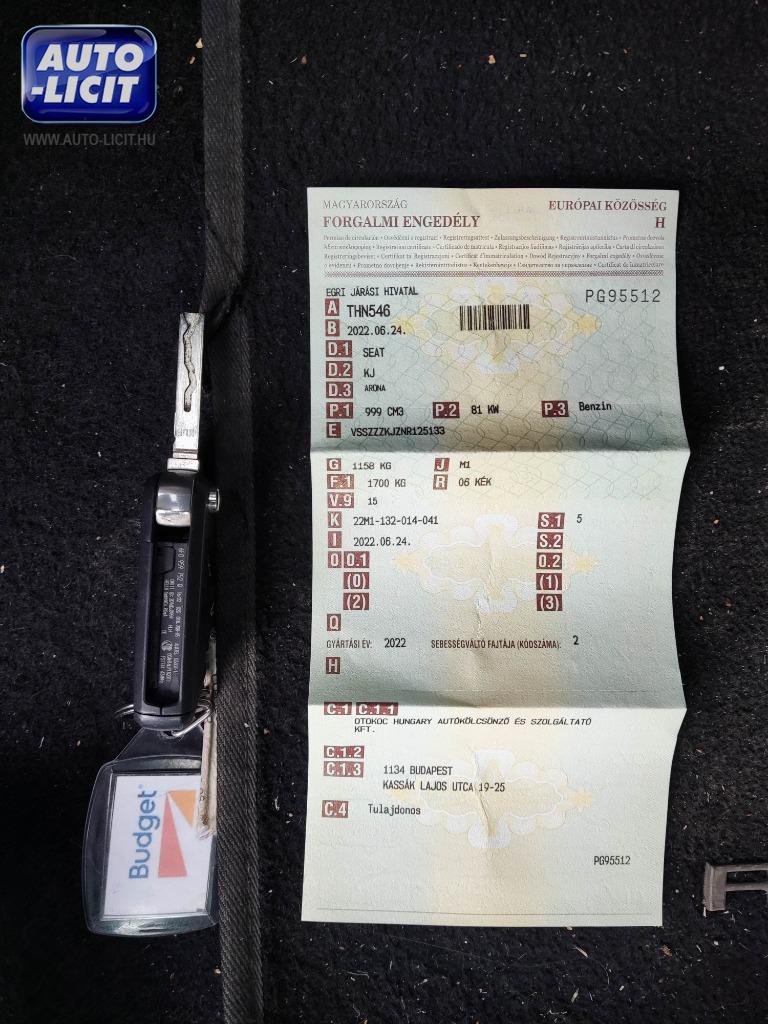 AUTO
-LICIT
WWW.AUTO-LICIT.HU
MAGYARORSZÁG EURÓPAI KÖZÖSSÉG
FORGALMI ENGEDÉLY H
EGRI JÁRÁSI HIVATAL PG95512
A THN546
B 2022.06.24.
D.1 SEAT
D.2 KJ
D.3 ARONA
P.1 999 CM3 P.2 81 KW P.3 Benzin
E VSSZZZKJZNR125133
G 1158 KG J M1
F.1 1700 KG R 06 KÉK
V.9 15
K 22M1-132-014-041 S.1 5
I 2022.06.24. S.2
O O.1 O.2
(0) (1)
(2) (3)
Q
GYÁRTÁSI ÉV: 2022 SEBESSÉGVÁLTÓ FAJTÁJA (KÓDSZÁMA): 2
H
C.1 C.1.1
OTOKOC HUNGARY AUTÓKÖLCSÖNZŐ ÉS SZOLGÁLTATÓ
KFT.
C.1.2
C.1.3 1134 BUDAPEST
KASSÁK LAJOS UTCA 19-25
C.4 Tulajdonos
PG95512
Budget